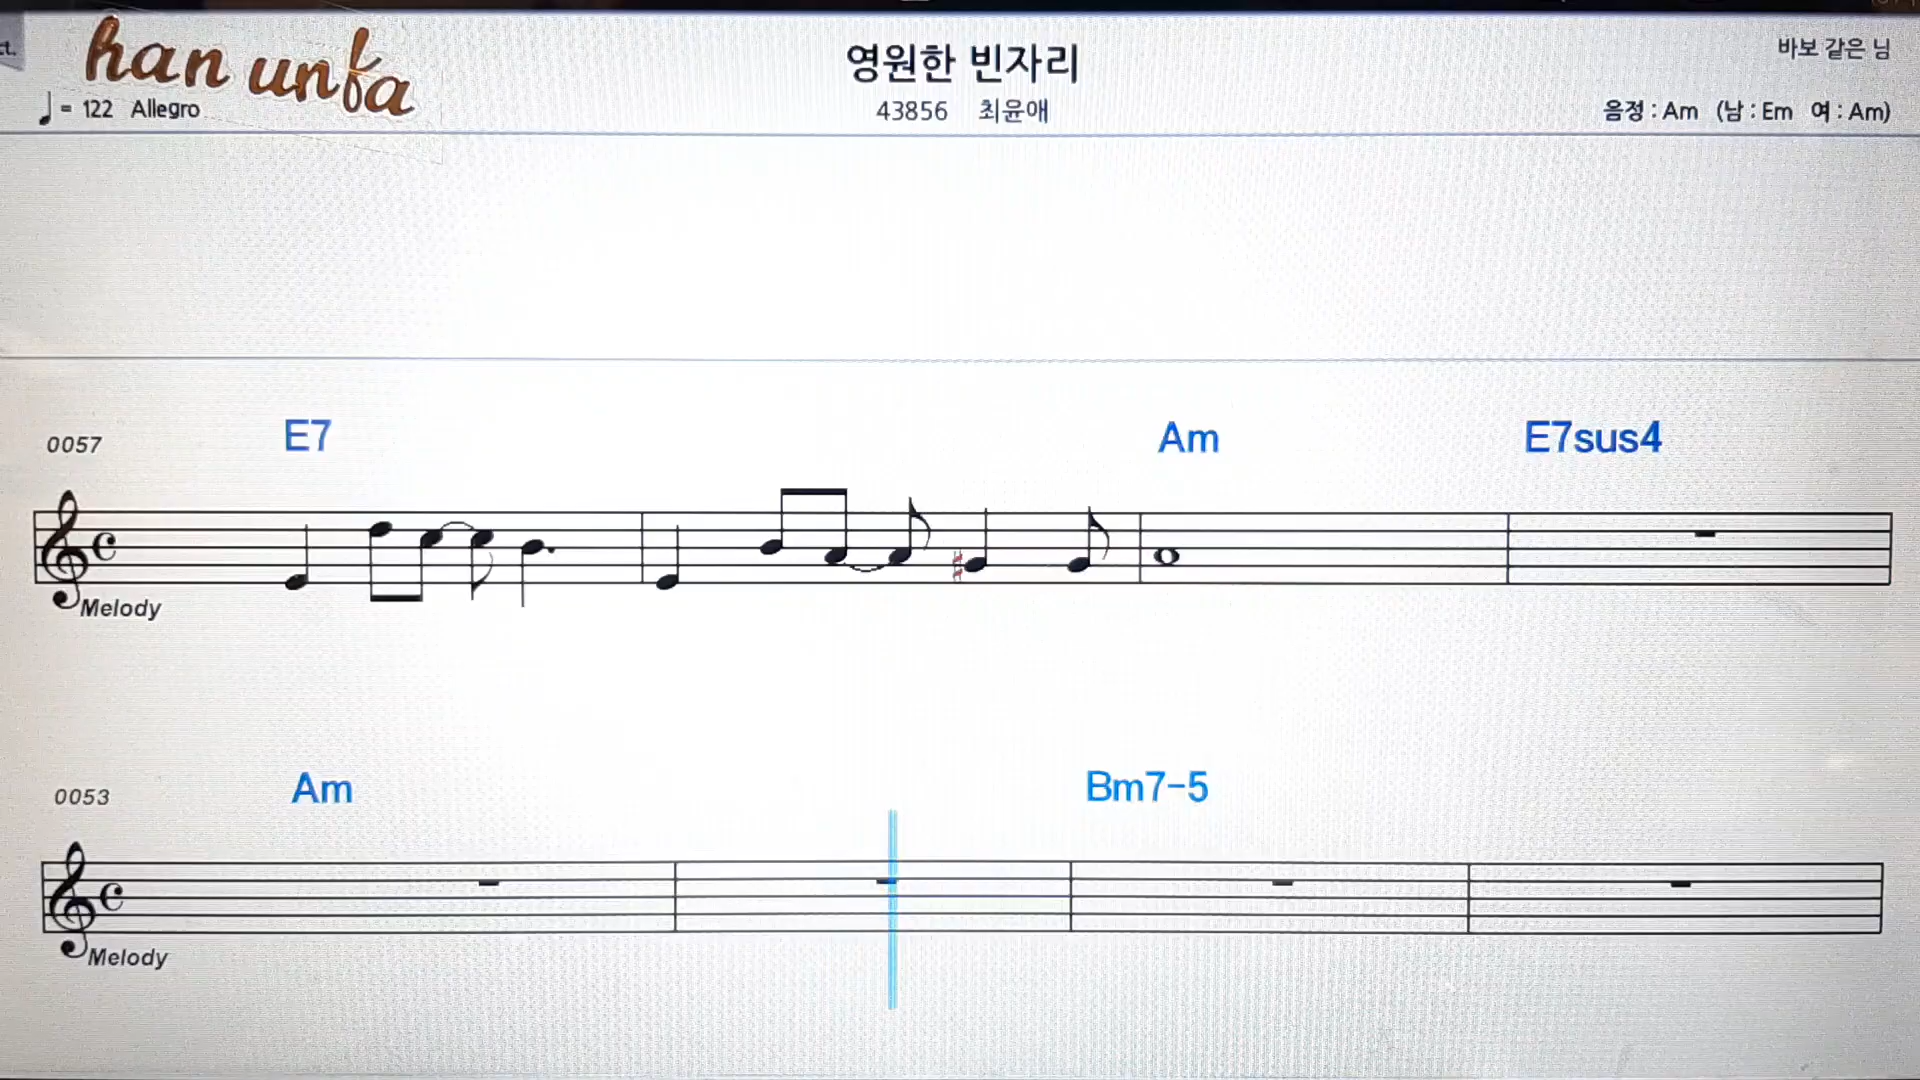 han unfa
영원한 빈자리
바보 같은 님
♩ = 122 Allegro
43856 최윤애
음정 : Am (남 : Em 여 : Am)
0057 E7 Am E7sus4
Melody
0053 Am Bm7-5
Melody